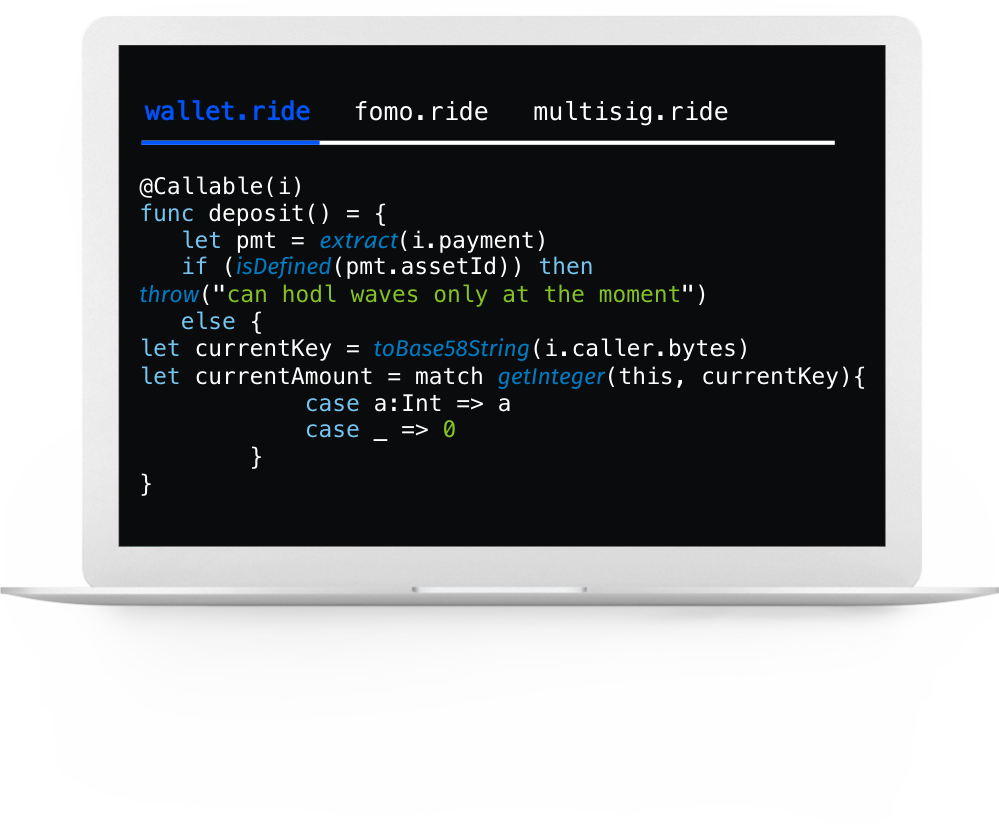 wallet.ride fomo.ride multisig.ride
@Callable(i)
func deposit() = {
let pmt = extract(i.payment)
if (isDefined(pmt.assetId)) then
throw("can hodl waves only at the moment")
else {
let currentKey = toBase58String(i.caller.bytes)
let currentAmount = match getInteger(this, currentKey){
case a:Int => a
case _ => 0
}
}